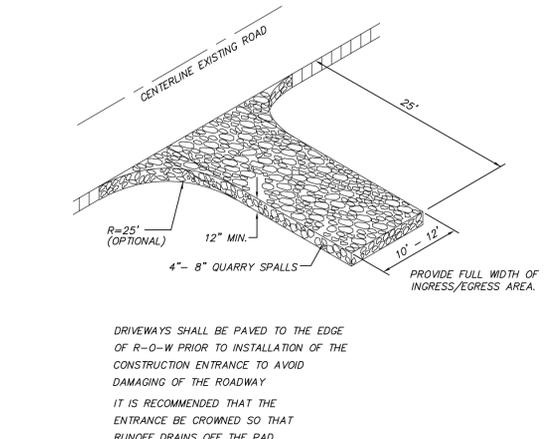 CENTERLINE EXISTING ROAD
25'
R=25'
(OPTIONAL)
12" MIN.
4"- 8" QUARRY SPALLS
10' - 12'
PROVIDE FULL WIDTH OF
INGRESS/EGRESS AREA.
DRIVEWAYS SHALL BE PAVED TO THE EDGE
OF R-O-W PRIOR TO INSTALLATION OF THE
CONSTRUCTION ENTRANCE TO AVOID
DAMAGING OF THE ROADWAY
IT IS RECOMMENDED THAT THE
ENTRANCE BE CROWNED SO THAT
RUNOFF DRAINS OFF THE PAD